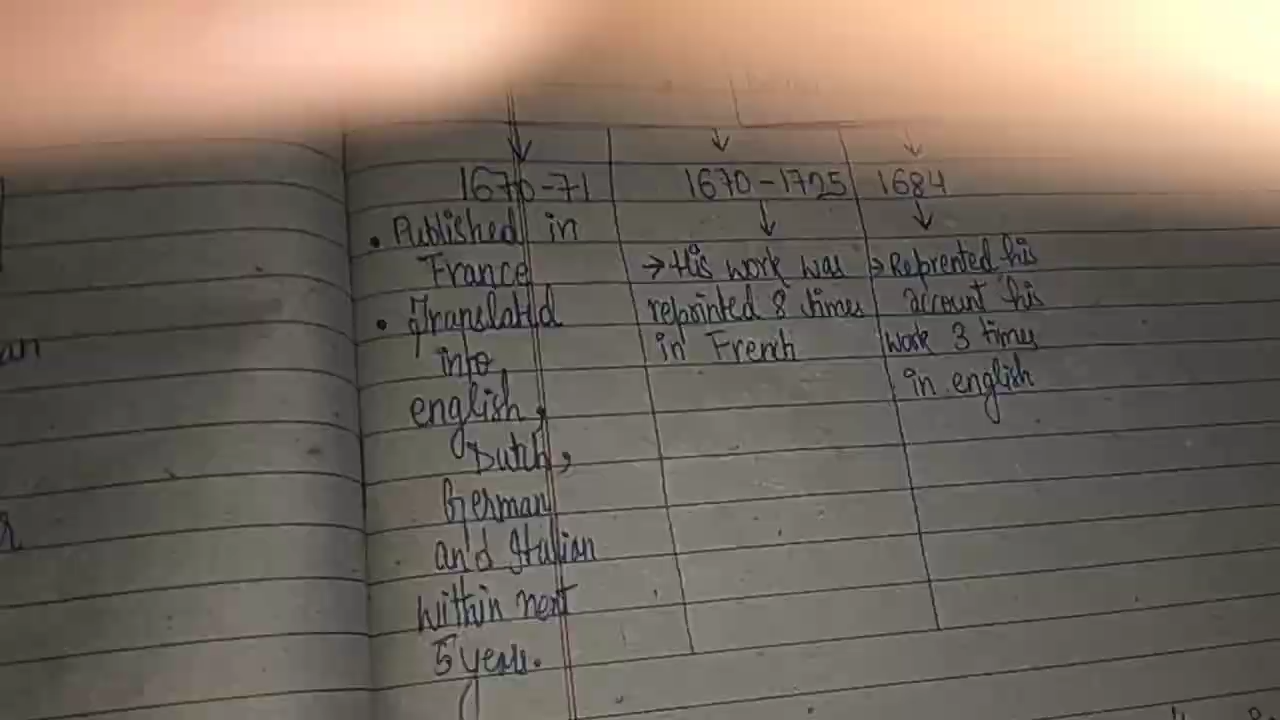 1670-71
• Published in
France
• Translated
into
english,
Dutch,
German
and Italian
within next
5 years.
1670-1725
→ His work was
reprinted 8 times
in French
1684
→ Reprented his
account his
work 3 times
in english